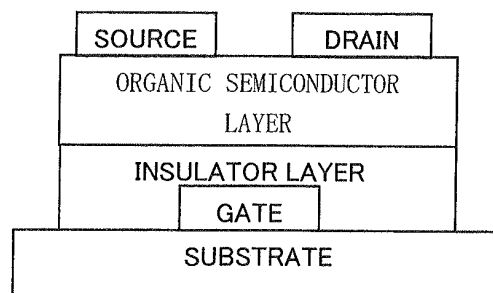 SOURCE DRAIN
ORGANIC SEMICONDUCTOR
LAYER
INSULATOR LAYER
GATE
SUBSTRATE